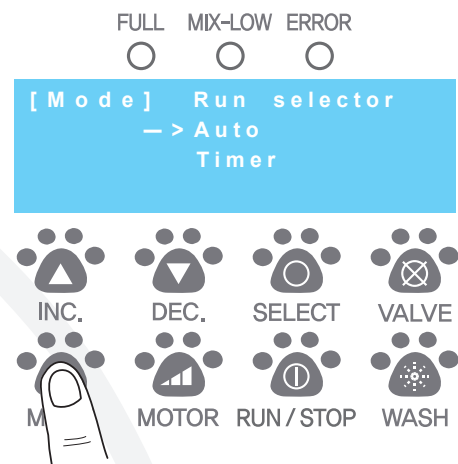 FULL MIX-LOW ERROR
[Mode] Run selector
—>Auto
Timer
INC. DEC. SELECT VALVE
MOTOR RUN / STOP WASH